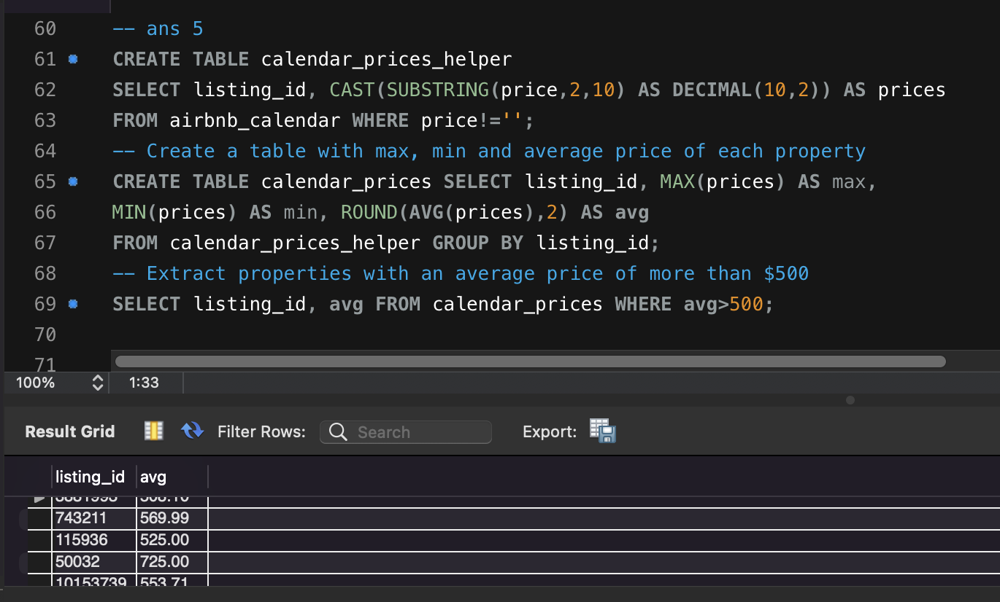 60 -- ans 5
61 CREATE TABLE calendar_prices_helper
62 SELECT listing_id, CAST(SUBSTRING(price,2,10) AS DECIMAL(10,2)) AS prices
63 FROM airbnb_calendar WHERE price!='';
64 -- Create a table with max, min and average price of each property
65 CREATE TABLE calendar_prices SELECT listing_id, MAX(prices) AS max,
66 MIN(prices) AS min, ROUND(AVG(prices),2) AS avg
67 FROM calendar_prices_helper GROUP BY listing_id;
68 -- Extract properties with an average price of more than $500
69 SELECT listing_id, avg FROM calendar_prices WHERE avg>500;
70
71
100% 1:33
Result Grid Filter Rows: Search Export:
listing_id avg
743211 569.99
115936 525.00
50032 725.00
10153739 553.71